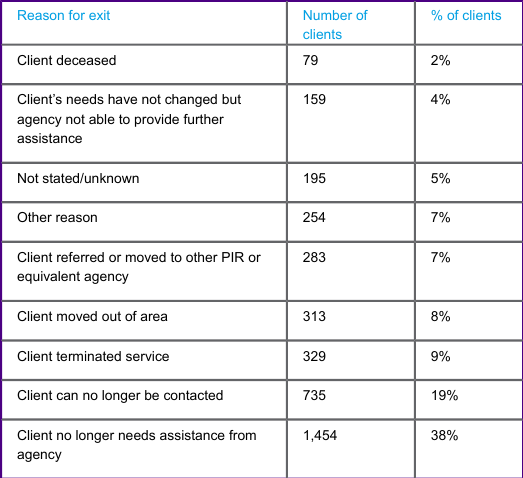 Reason for exit Number of clients % of clients
Client deceased 79 2%
Client's needs have not changed but agency not able to provide further assistance 159 4%
Not stated/unknown 195 5%
Other reason 254 7%
Client referred or moved to other PIR or equivalent agency 283 7%
Client moved out of area 313 8%
Client terminated service 329 9%
Client can no longer be contacted 735 19%
Client no longer needs assistance from agency 1,454 38%